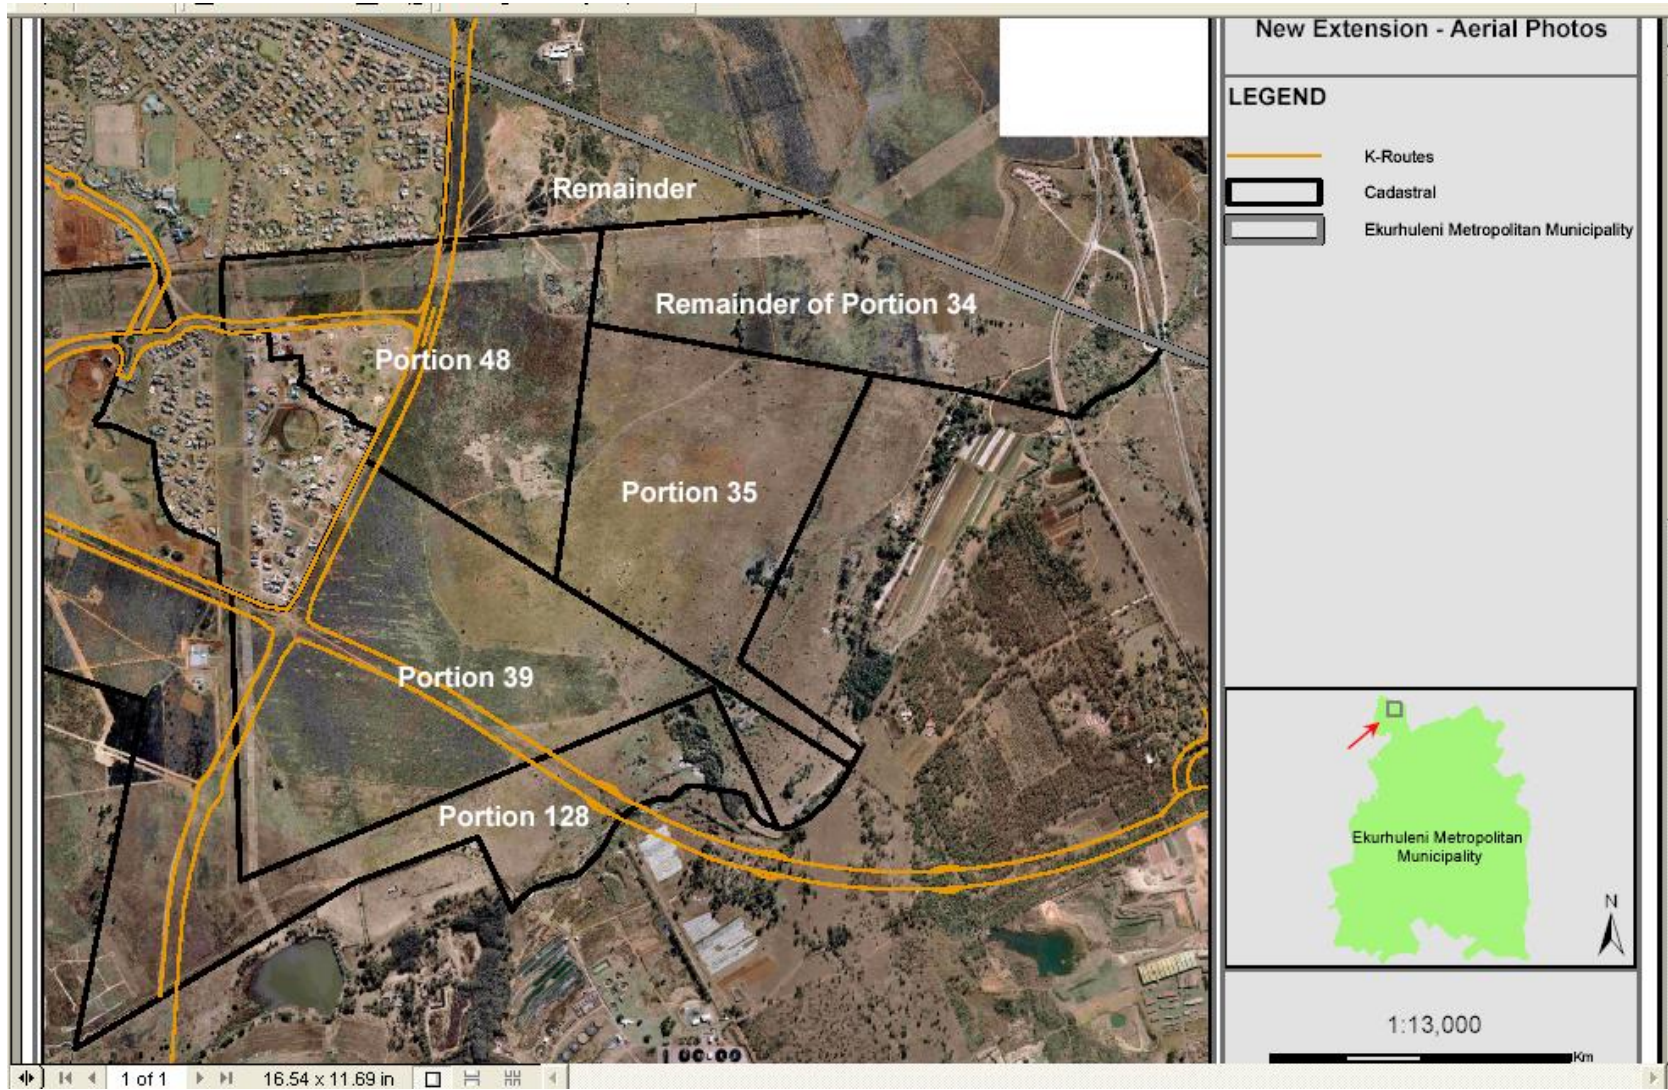 New Extension - Aerial Photos
LEGEND
K-Routes
Cadastral
Ekurhuleni Metropolitan Municipality
Remainder
Remainder of Portion 34
Portion 48
Portion 35
Portion 39
Portion 128
Ekurhuleni Metropolitan
Municipality
N
1:13,000
Km
1 of 1
16.54 x 11.69 in